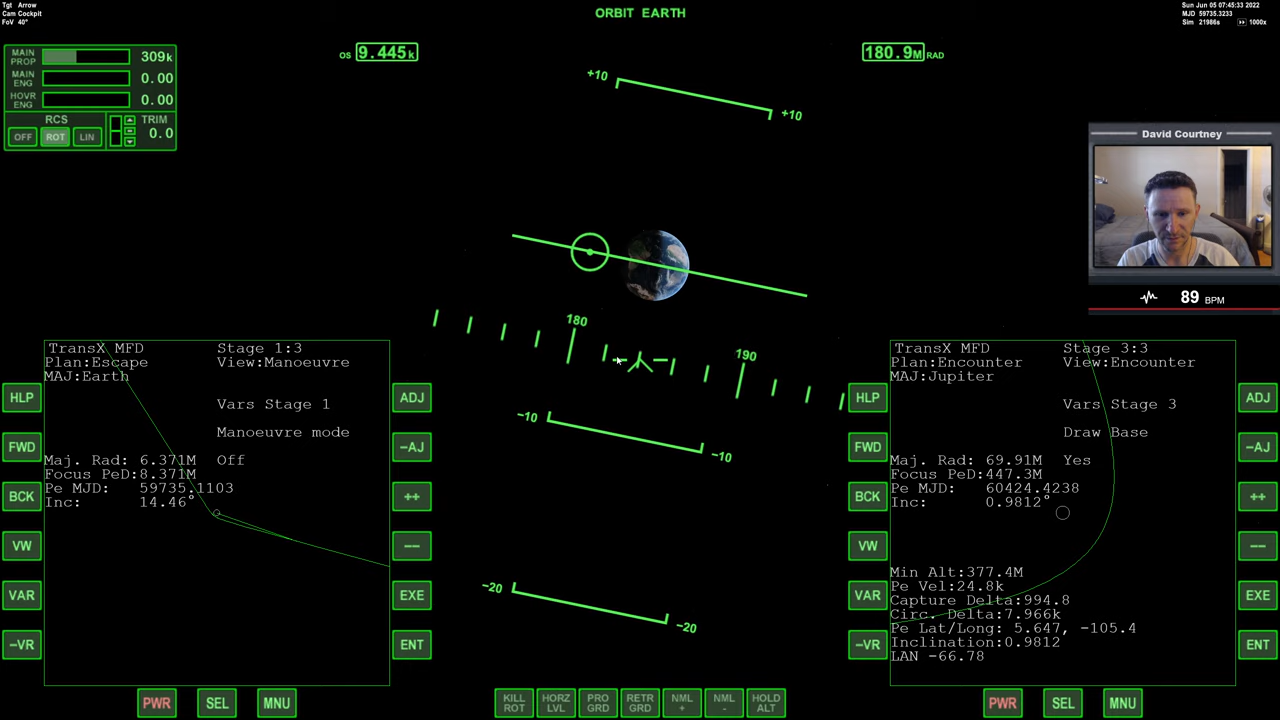 Tgt Arrow
Cam Cockpit
FoV 40°
ORBIT EARTH
Sun Jun 05 07:45:33 2022
MJD 59735.3233
Sim 21986s 1000x
MAIN PROP 309k
MAIN ENG 0.00
HOVR ENG 0.00
RCS
TRIM
0.0
OFF ROT LIN
OS 9.445k
180.9M RAD
+10 +10
180
190
-10 -10
-20 -20
David Courtney
89 BPM
TransX MFD Stage 1:3
Plan:Escape View:Manoeuvre
MAJ:Earth
Vars Stage 1
Manoeuvre mode
Maj. Rad: 6.371M Off
Focus PeD:8.371M
Pe MJD: 59735.1103
Inc: 14.46°
HLP
FWD
BCK
VW
VAR
-VR
ADJ
-AJ
++
--
EXE
ENT
PWR SEL MNU
KILL ROT
HORZ LVL
PRO GRD
RETR GRD
NML +
NML -
HOLD ALT
TransX MFD Stage 3:3
Plan:Encounter View:Encounter
MAJ:Jupiter
Vars Stage 3
Draw Base
Maj. Rad: 69.91M Yes
Focus PeD:447.3M
Pe MJD: 60424.4238
Inc: 0.9812°
Min Alt:377.4M
Pe Vel:24.8k
Capture Delta:994.8
Circ. Delta:7.966k
Pe Lat/Long: 5.647, -105.4
Inclination:0.9812
LAN -66.78
HLP
FWD
BCK
VW
VAR
-VR
ADJ
-AJ
++
--
EXE
ENT
PWR SEL MNU